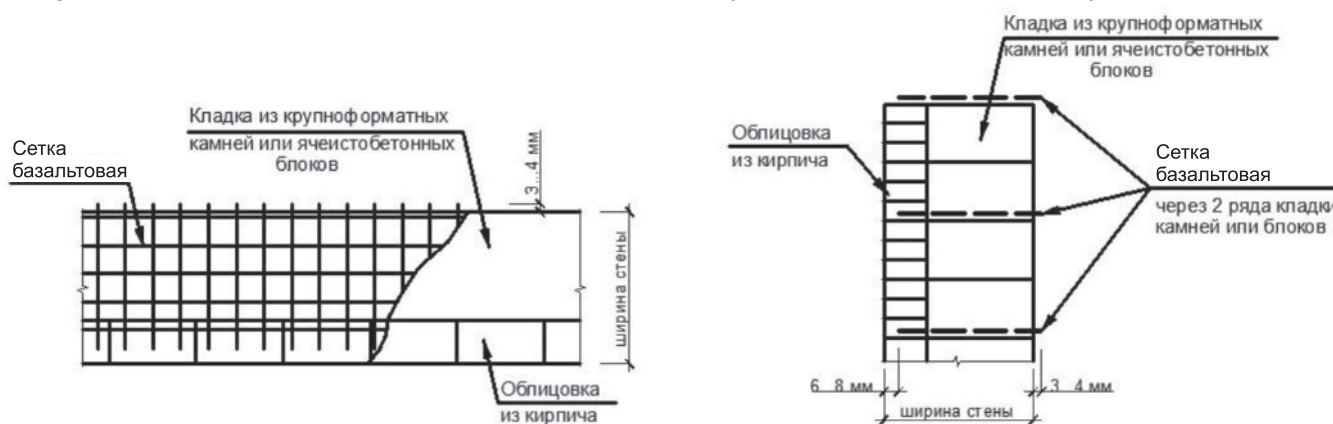 Кладка из крупноформатных
камней или ячеистобетонных
блоков
Сетка
базальтовая
3...4 мм
ширина стены
Облицовка
из кирпича
Кладка из крупноформатных
камней или ячеистобетонных
блоков
Облицовка
из кирпича
Сетка
базальтовая
через 2 ряда кладки
камней или блоков
6...8 мм
3...4 мм
ширина стены